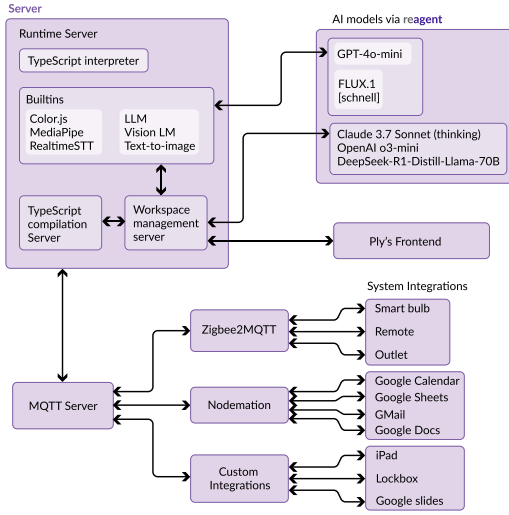 Server
Runtime Server
TypeScript interpreter
Builtins
Color.js
MediaPipe
RealtimeSTT
LLM
Vision LM
Text-to-image
TypeScript
compilation
Server
Workspace
management
server
AI models via reagent
GPT-4o-mini
FLUX.1
[schnell]
Claude 3.7 Sonnet (thinking)
OpenAI o3-mini
DeepSeek-R1-Distill-Llama-70B
Ply's Frontend
System Integrations
MQTT Server
Zigbee2MQTT
Smart bulb
Remote
Outlet
Nodemation
Google Calendar
Google Sheets
GMail
Google Docs
Custom
Integrations
iPad
Lockbox
Google slides